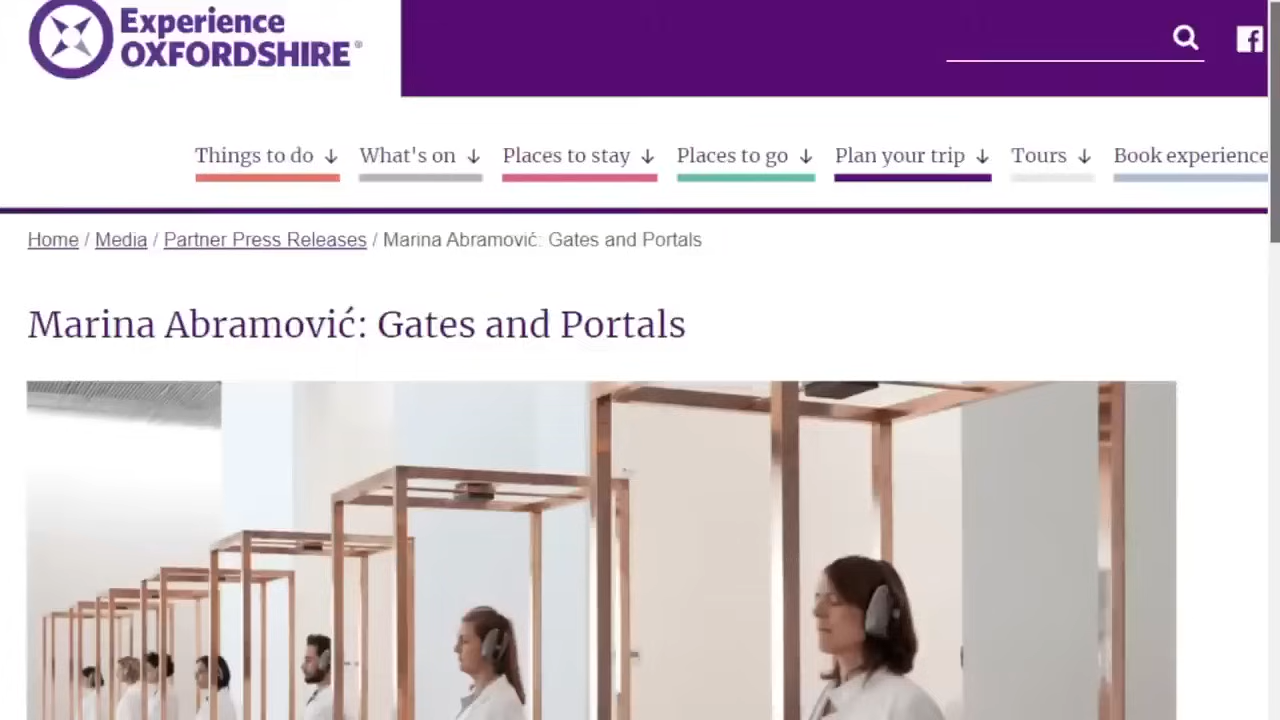 Experience
OXFORDSHIRE®
Things to do ↓ What's on ↓ Places to stay ↓ Places to go ↓ Plan your trip ↓ Tours ↓ Book experience
Home / Media / Partner Press Releases / Marina Abramović: Gates and Portals
Marina Abramović: Gates and Portals